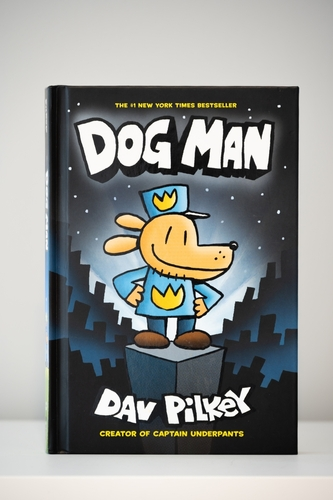 THE #1 NEW YORK TIMES BESTSELLER
DOG MAN
DAV PILKEY
CREATOR OF CAPTAIN UNDERPANTS